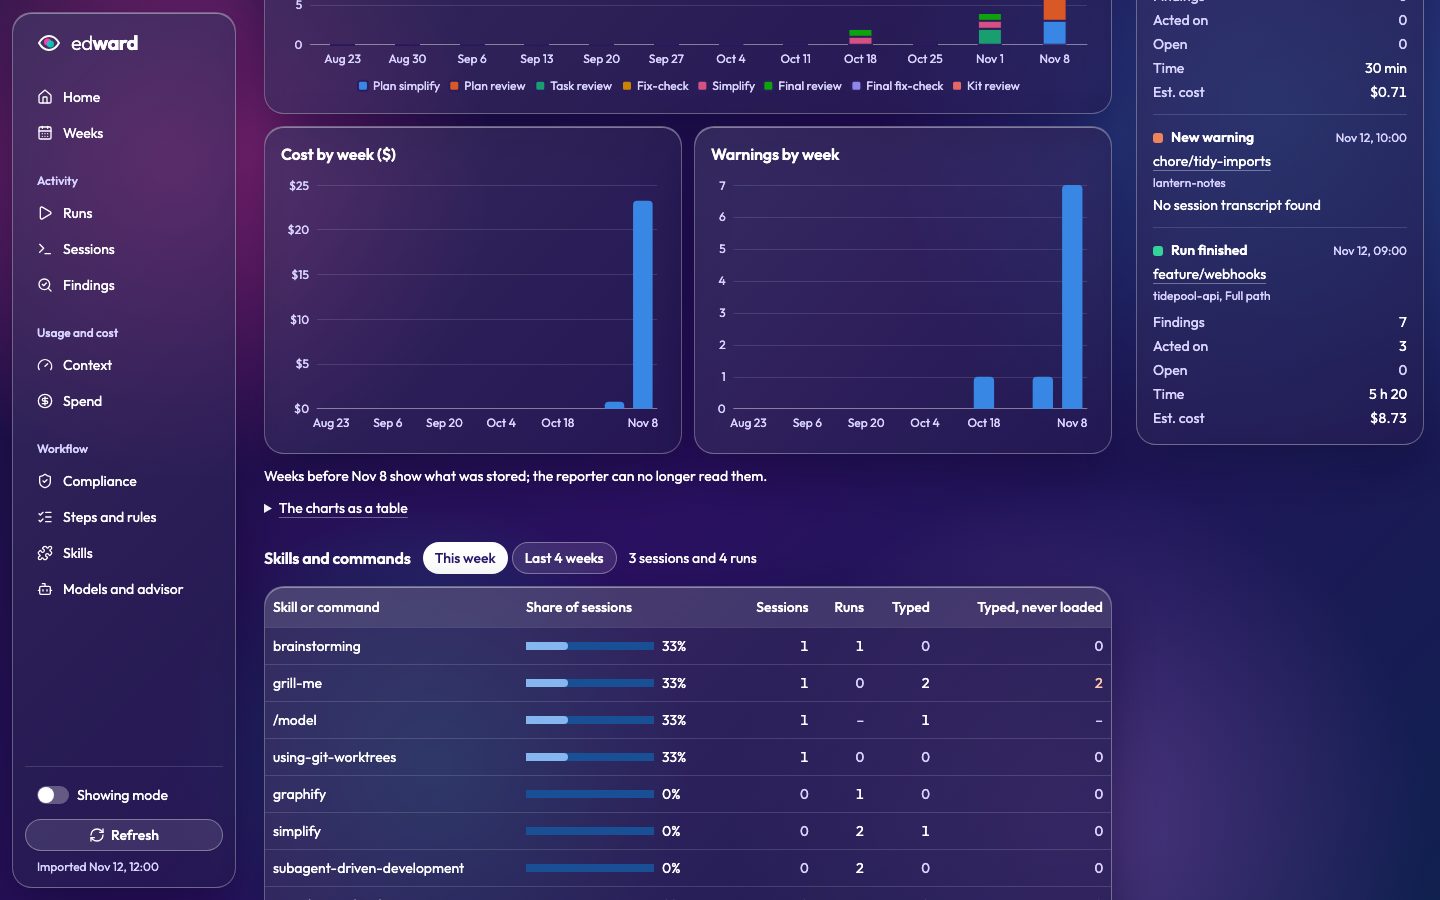 edward
Home
Weeks
Activity
Runs
Sessions
Findings
Usage and cost
Context
Spend
Workflow
Compliance
Steps and rules
Skills
Models and advisor
Showing mode
Refresh
Imported Nov 12, 12:00
5
0
Aug 23 Aug 30 Sep 6 Sep 13 Sep 20 Sep 27 Oct 4 Oct 11 Oct 18 Oct 25 Nov 1 Nov 8
Plan simplify Plan review Task review Fix-check Simplify Final review Final fix-check Kit review
Cost by week ($)
$25
$20
$15
$10
$5
$0
Aug 23 Sep 6 Sep 20 Oct 4 Oct 18 Nov 8
Warnings by week
7
6
5
4
3
2
1
0
Aug 23 Sep 6 Sep 20 Oct 4 Oct 18 Nov 8
Weeks before Nov 8 show what was stored; the reporter can no longer read them.
The charts as a table
Skills and commands This week Last 4 weeks 3 sessions and 4 runs
Skill or command Share of sessions Sessions Runs Typed Typed, never loaded
brainstorming 33% 1 1 0 0
grill-me 33% 1 0 2 2
/model 33% 1 – 1 –
using-git-worktrees 33% 1 0 0 0
graphify 0% 0 1 0 0
simplify 0% 0 2 1 0
subagent-driven-development 0% 0 2 0 0
Acted on 0
Open 0
Time 30 min
Est. cost $0.71
New warning Nov 12, 10:00
chore/tidy-imports
lantern-notes
No session transcript found
Run finished Nov 12, 09:00
feature/webhooks
tidepool-api, Full path
Findings 7
Acted on 3
Open 0
Time 5 h 20
Est. cost $8.73